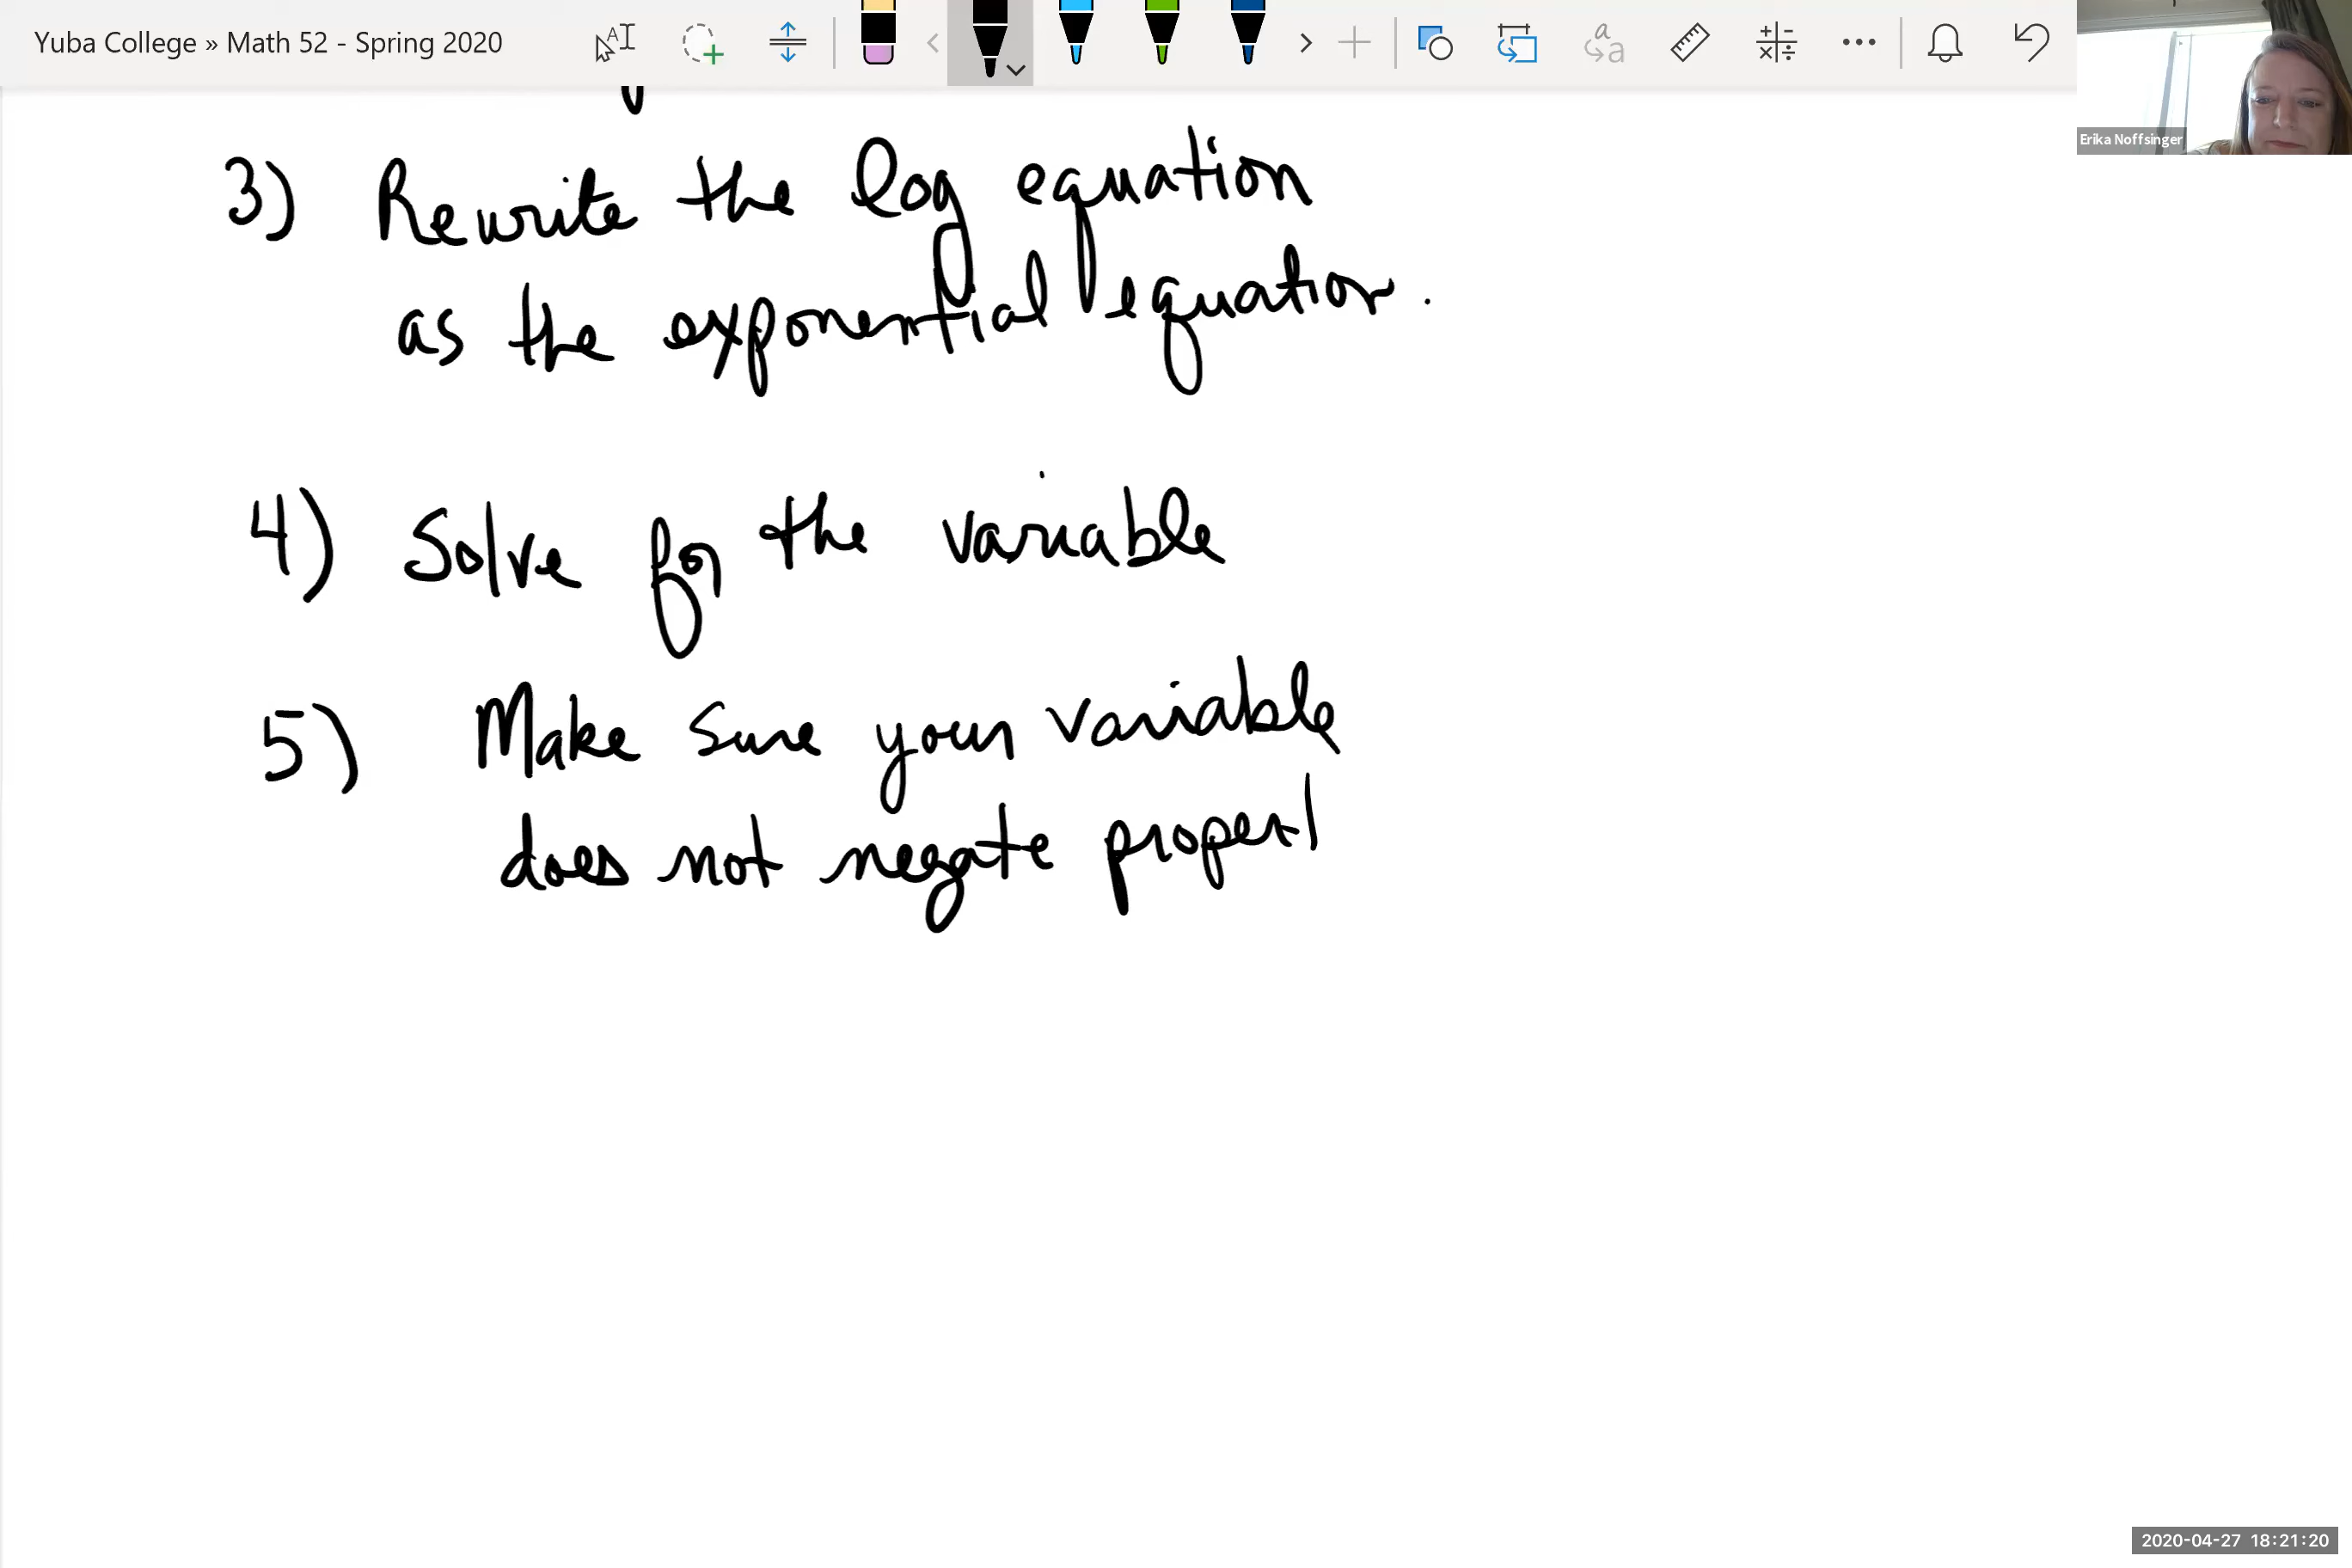 Yuba College » Math 52 - Spring 2020
Erika Noffsinger
3) Rewrite the log equation
as the exponential equation.
4) Solve for the variable
5) Make sure your variable
does not negate propert
2020-04-27 18:21:20